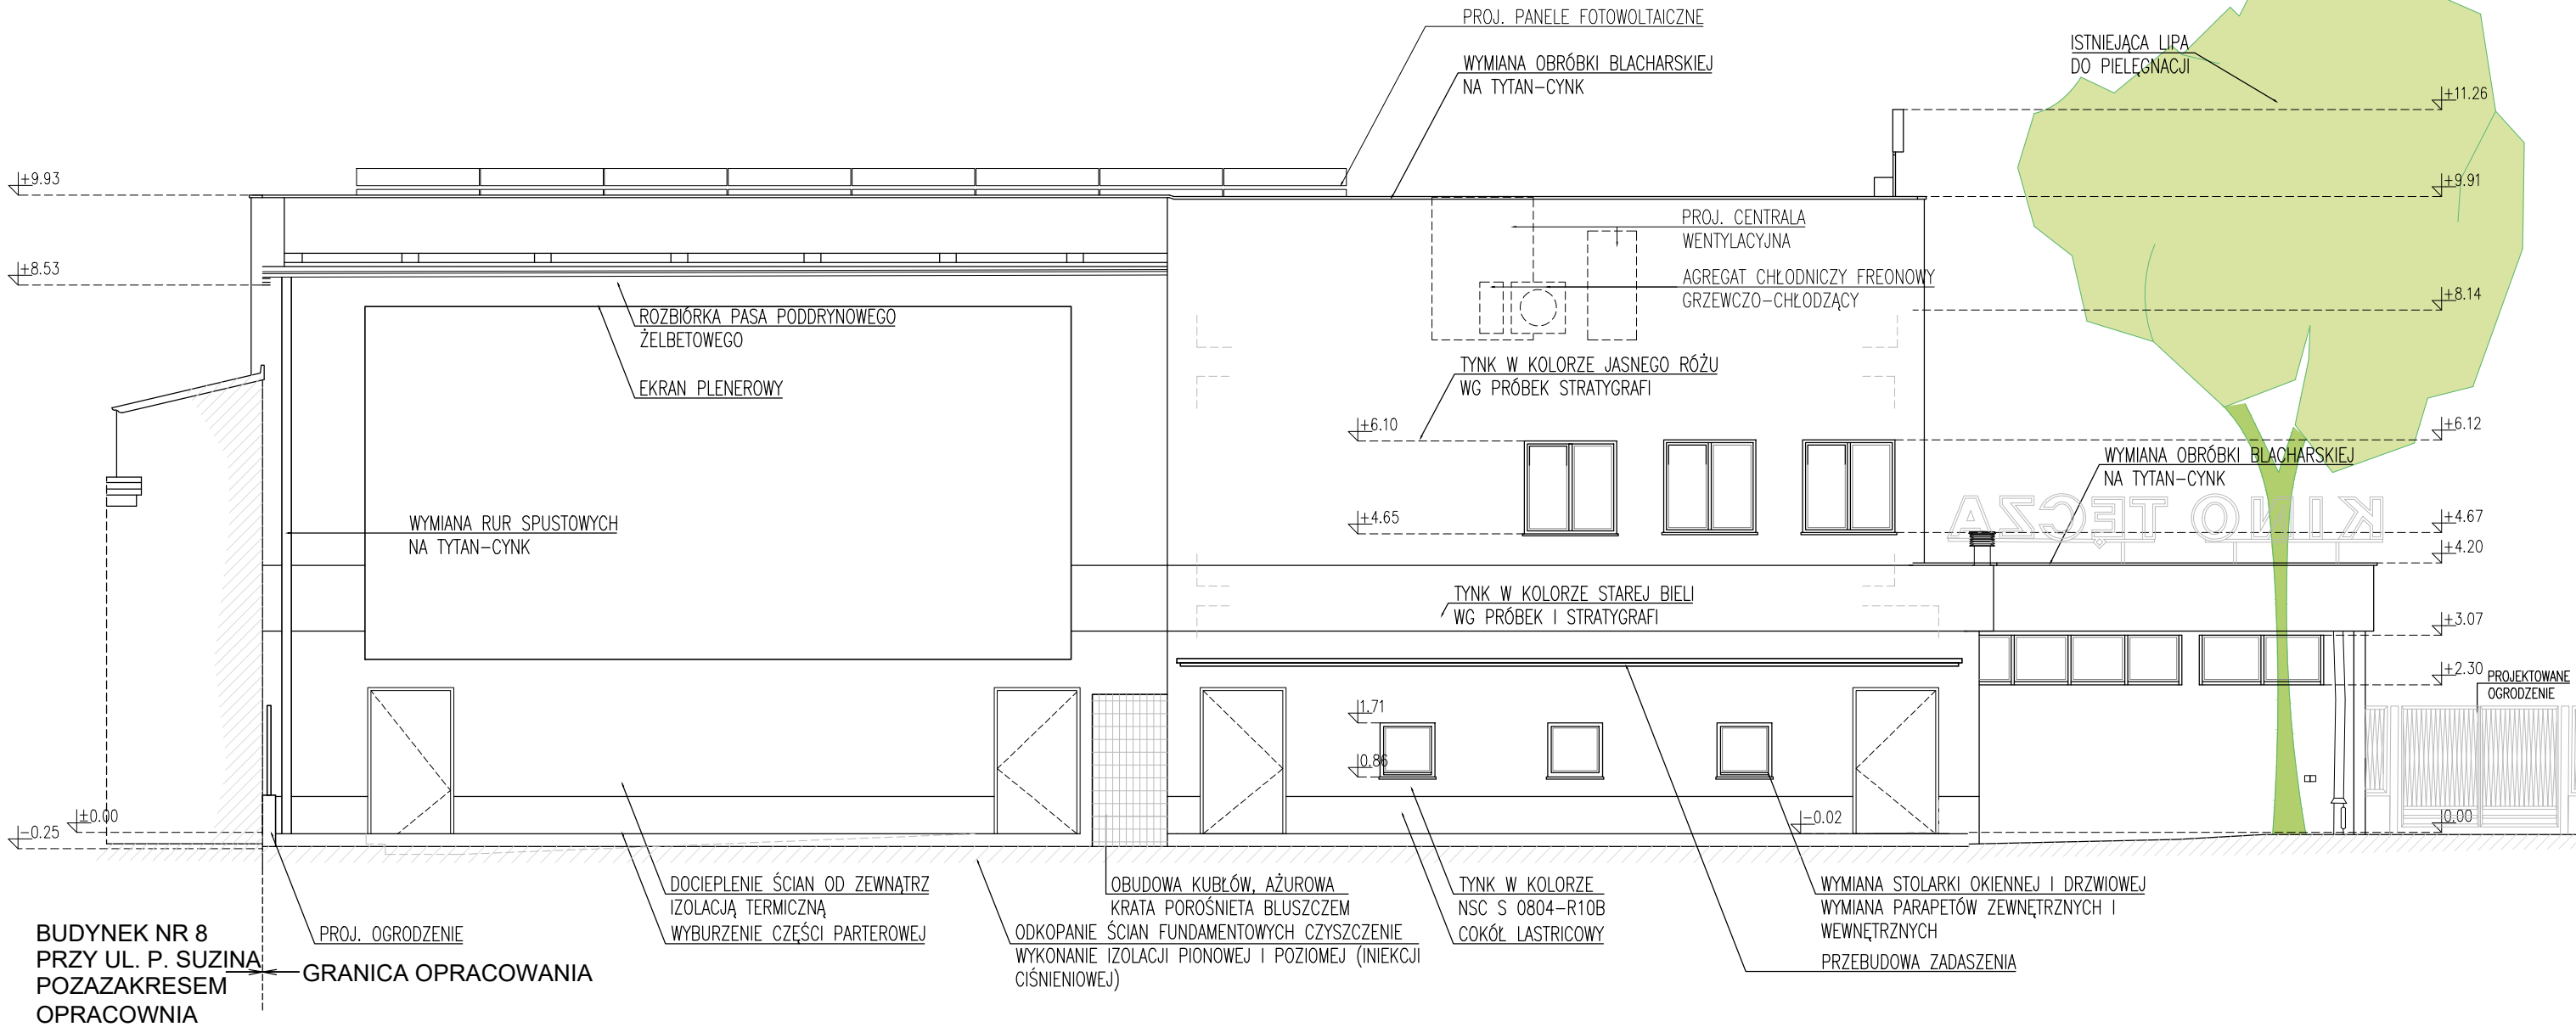 PROJ. PANELE FOTOWOLTAICZNE
WYMIANA OBRÓBKI BLACHARSKIEJ
NA TYTAN-CYNK
ISTNIEJĄCA LIPA
DO PIELĘGNACJI
+11.26
+9.93
+9.91
PROJ. CENTRALA
WENTYLACYJNA
+8.53
AGREGAT CHŁODNICZY FREONOWY
GRZEWCZO-CHŁODZĄCY
+8.14
ROZBIÓRKA PASA PODDRYNOWEGO
ŻELBETOWEGO
EKRAN PLENEROWY
TYNK W KOLORZE JASNEGO RÓŻU
WG PRÓBEK STRATYGRAFI
+6.10
+6.12
WYMIANA OBRÓBKI BLACHARSKIEJ
NA TYTAN-CYNK
KINO TĘCZA
WYMIANA RUR SPUSTOWYCH
NA TYTAN-CYNK
+4.65
+4.67
+4.20
TYNK W KOLORZE STAREJ BIELI
WG PRÓBEK I STRATYGRAFI
+3.07
+2.30
PROJEKTOWANE
OGRODZENIE
1.71
0.86
±0.00
-0.25
-0.02
0.00
DOCIEPLENIE ŚCIAN OD ZEWNĄTRZ
IZOLACJĄ TERMICZNĄ
WYBURZENIE CZĘŚCI PARTEROWEJ
OBUDOWA KUBŁÓW, AŻUROWA
KRATA POROŚNIETA BLUSZCZEM
ODKOPANIE ŚCIAN FUNDAMENTOWYCH CZYSZCZENIE
WYKONANIE IZOLACJI PIONOWEJ I POZIOMEJ (INIEKCJI
CIŚNIENIOWEJ)
TYNK W KOLORZE
NSC S 0804-R10B
COKÓŁ LASTRICOWY
WYMIANA STOLARKI OKIENNEJ I DRZWIOWEJ
WYMIANA PARAPETÓW ZEWNĘTRZNYCH I
WEWNĘTRZNYCH
PRZEBUDOWA ZADASZENIA
PROJ. OGRODZENIE
BUDYNEK NR 8
PRZY UL. P. SUZINA
POZAZAKRESEM
OPRACOWNIA
GRANICA OPRACOWANIA